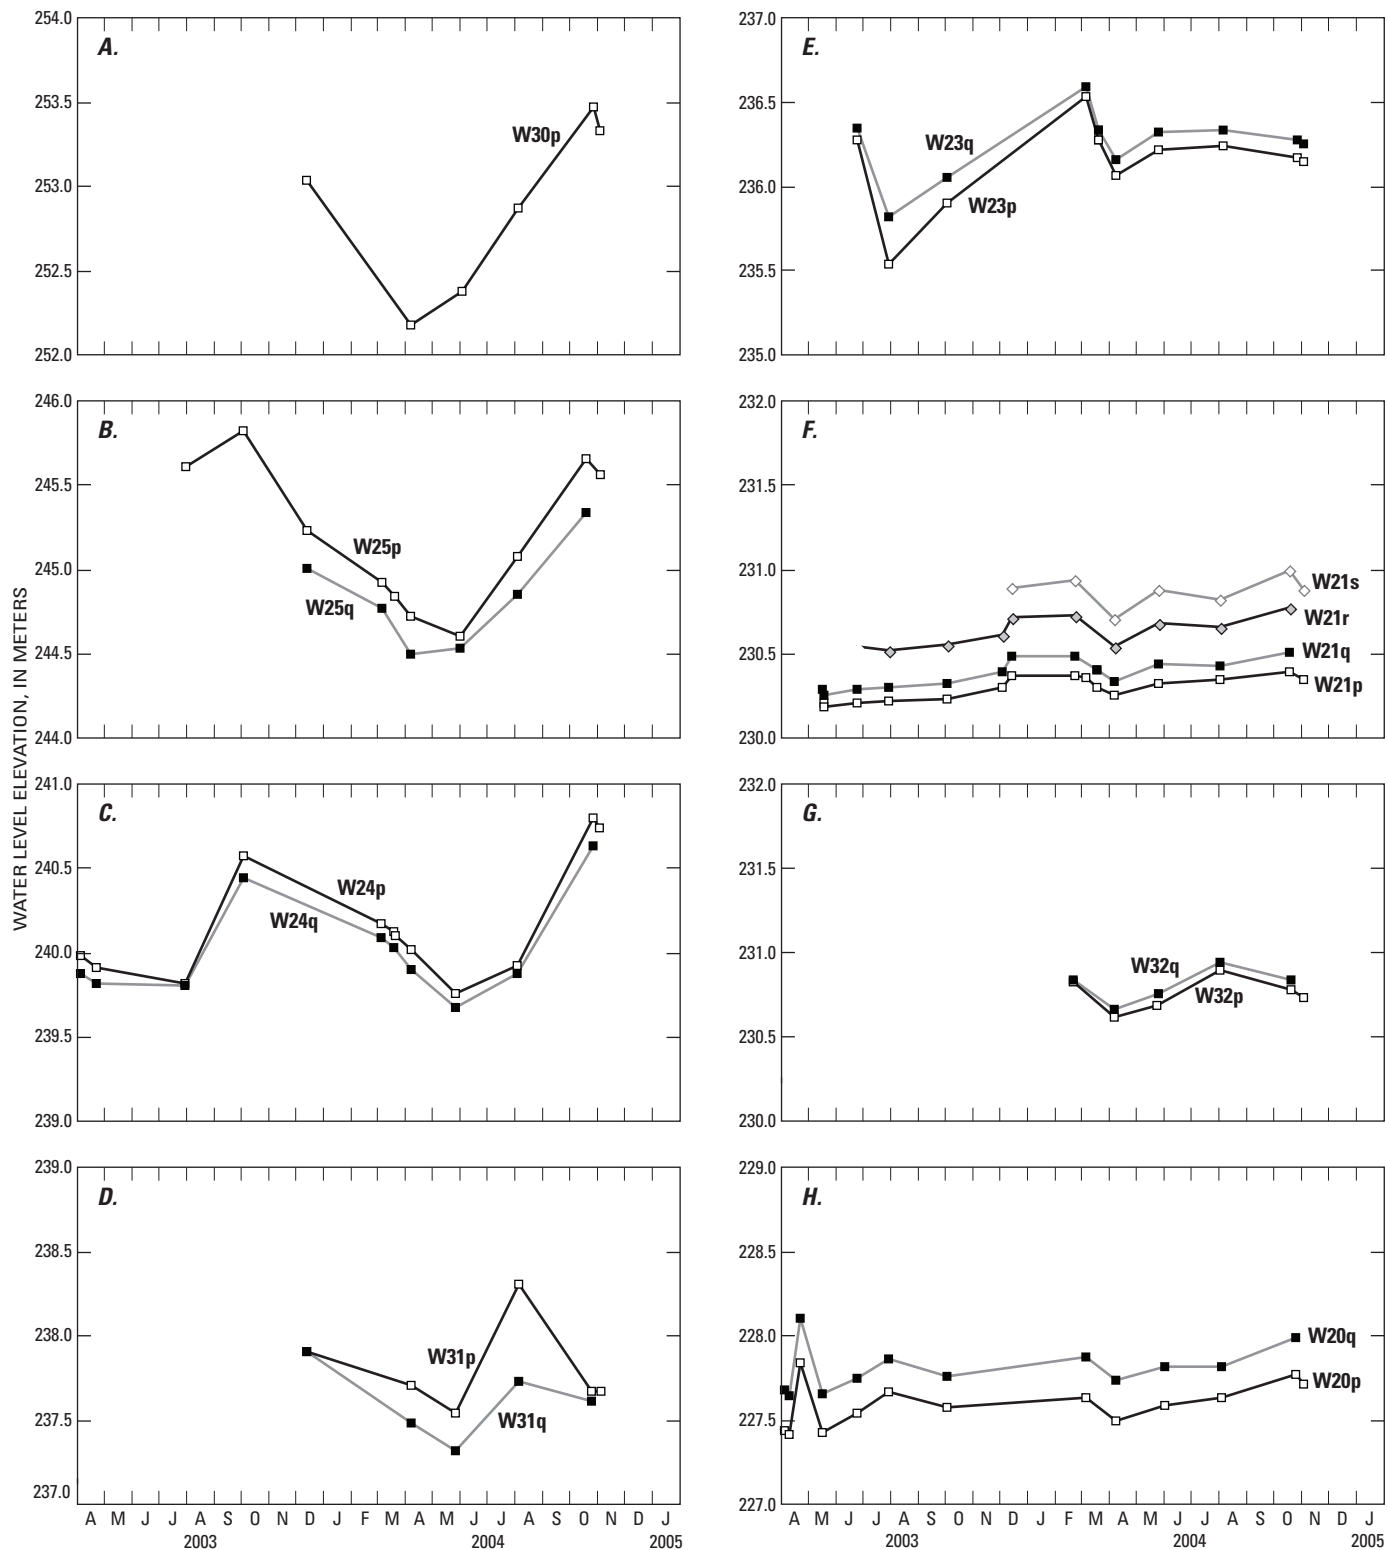 WATER LEVEL ELEVATION, IN METERS
A.
254.0
253.5
253.0
252.5
252.0
W30p
B.
246.0
245.5
245.0
244.5
244.0
W25p
W25q
C.
241.0
240.5
240.0
239.5
239.0
W24p
W24q
D.
239.0
238.5
238.0
237.5
237.0
W31p
W31q
A M J J A S O N D J F M A M J J A S O N D J
2003 2004 2005
E.
237.0
236.5
236.0
235.5
235.0
W23q
W23p
F.
232.0
231.5
231.0
230.5
230.0
W21s
W21r
W21q
W21p
G.
232.0
231.5
231.0
230.5
230.0
W32q
W32p
H.
229.0
228.5
228.0
227.5
227.0
W20q
W20p
A M J J A S O N D J F M A M J J A S O N D J
2003 2004 2005